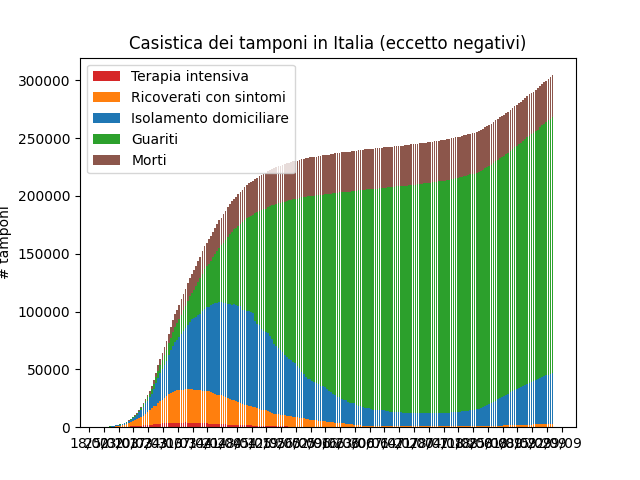 Casistica dei tamponi in Italia (eccetto negativi)
Terapia intensiva
Ricoverati con sintomi
Isolamento domiciliare
Guariti
Morti
300000
250000
200000
150000
100000
50000
0
# tamponi